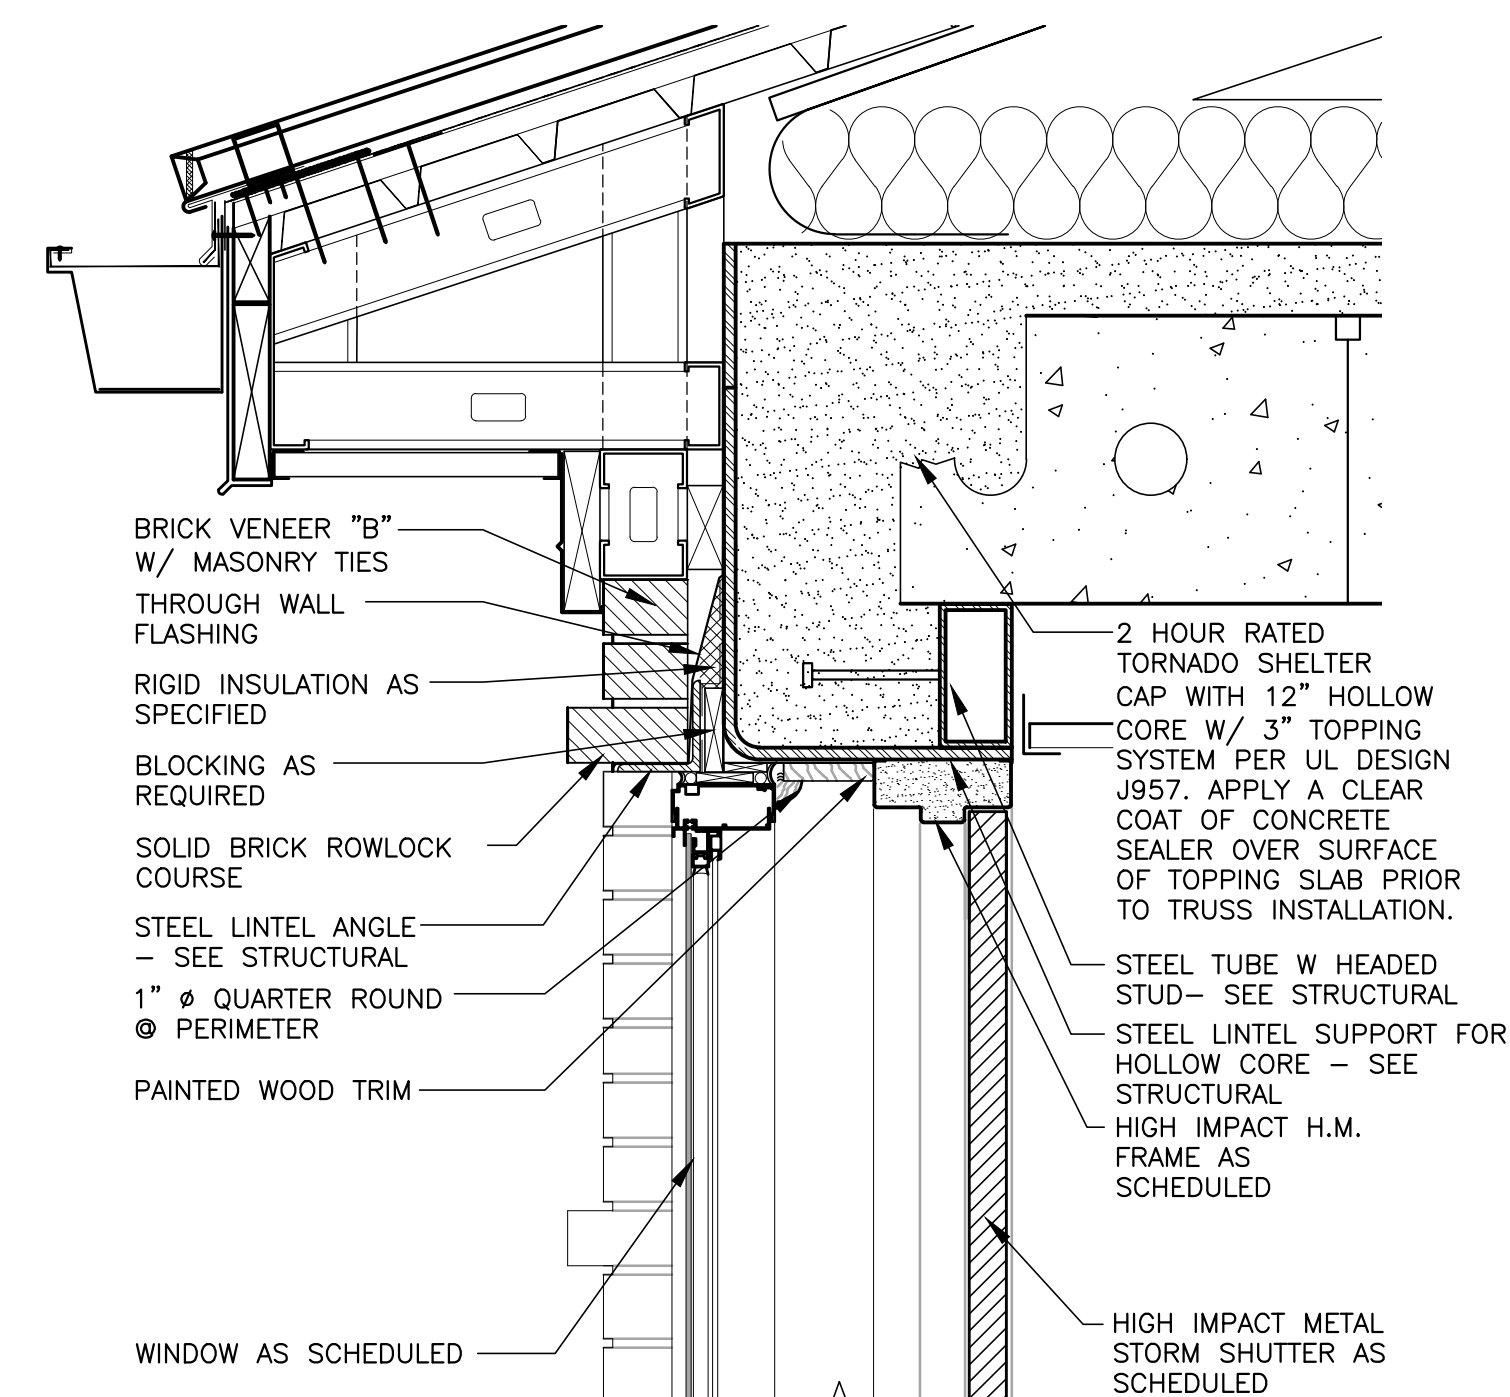 BRICK VENEER "B"
W/ MASONRY TIES
THROUGH WALL
FLASHING
RIGID INSULATION AS
SPECIFIED
BLOCKING AS
REQUIRED
SOLID BRICK ROWLOCK
COURSE
STEEL LINTEL ANGLE
– SEE STRUCTURAL
1" ø QUARTER ROUND
@ PERIMETER
PAINTED WOOD TRIM
WINDOW AS SCHEDULED
2 HOUR RATED
TORNADO SHELTER
CAP WITH 12" HOLLOW
CORE W/ 3" TOPPING
SYSTEM PER UL DESIGN
J957. APPLY A CLEAR
COAT OF CONCRETE
SEALER OVER SURFACE
OF TOPPING SLAB PRIOR
TO TRUSS INSTALLATION.
STEEL TUBE W HEADED
STUD– SEE STRUCTURAL
STEEL LINTEL SUPPORT FOR
HOLLOW CORE – SEE
STRUCTURAL
HIGH IMPACT H.M.
FRAME AS
SCHEDULED
HIGH IMPACT METAL
STORM SHUTTER AS
SCHEDULED